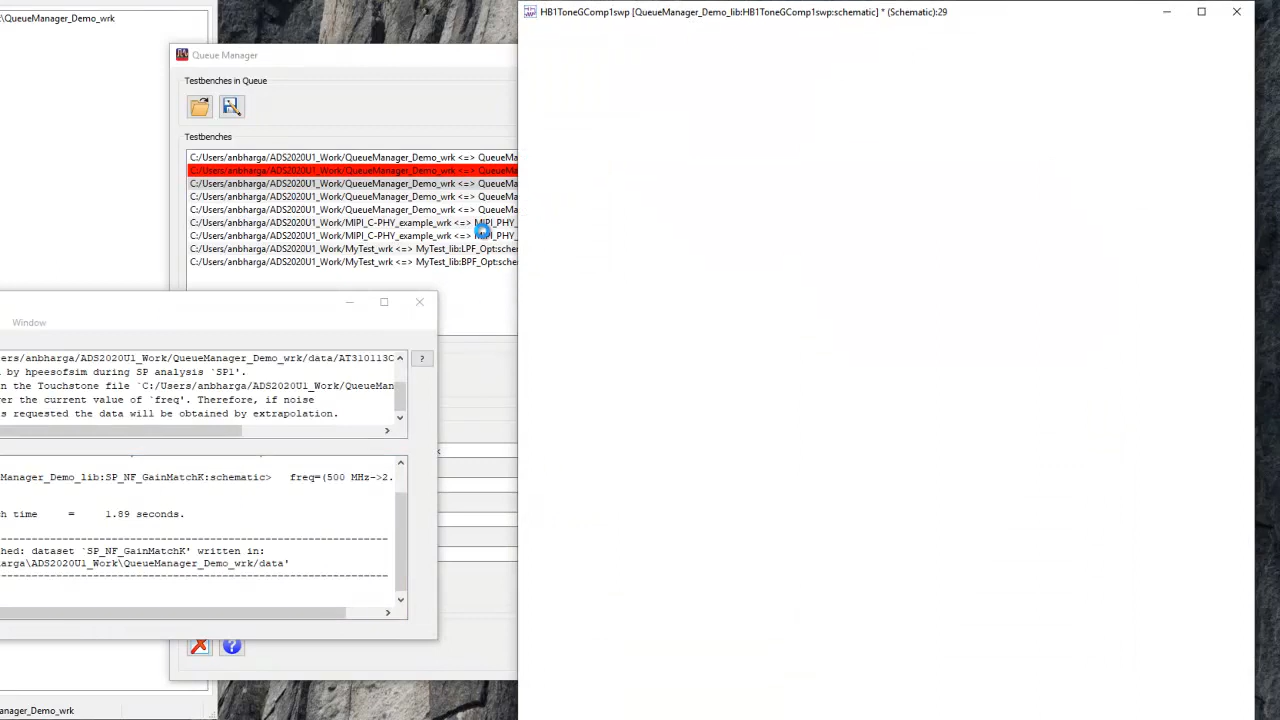 \QueueManager_Demo_wrk
HB1ToneGComp1swp [QueueManager_Demo_lib:HB1ToneGComp1swp:schematic] * (Schematic):29
Queue Manager
Testbenches in Queue
Testbenches
C:/Users/anbharga/ADS2020U1_Work/QueueManager_Demo_wrk <=> QueueMa
C:/Users/anbharga/ADS2020U1_Work/QueueManager_Demo_wrk <=> QueueMa
C:/Users/anbharga/ADS2020U1_Work/QueueManager_Demo_wrk <=> QueueMa
C:/Users/anbharga/ADS2020U1_Work/QueueManager_Demo_wrk <=> QueueMa
C:/Users/anbharga/ADS2020U1_Work/QueueManager_Demo_wrk <=> QueueMa
C:/Users/anbharga/ADS2020U1_Work/MIPI_C-PHY_example_wrk <=> MIPI_PHY_
C:/Users/anbharga/ADS2020U1_Work/MIPI_C-PHY_example_wrk <=> MIPI_PHY_
C:/Users/anbharga/ADS2020U1_Work/MyTest_wrk <=> MyTest_lib:LPF_Opt:sche
C:/Users/anbharga/ADS2020U1_Work/MyTest_wrk <=> MyTest_lib:BPF_Opt:sche
Window
ers/anbharga/ADS2020U1_Work/QueueManager_Demo_wrk/data/AT310113C
?
d by hpeesofsim during SP analysis `SP1'.
n the Touchstone file `C:/Users/anbharga/ADS2020U1_Work/QueueMan
er the current value of `freq'. Therefore, if noise
s requested the data will be obtained by extrapolation.
Manager_Demo_lib:SP_NF_GainMatchK:schematic> freq=(500 MHz->2.
ch time = 1.89 seconds.
------------------------------------------------
hed: dataset `SP_NF_GainMatchK' written in:
arga\ADS2020U1_Work\QueueManager_Demo_wrk/data'
------------------------------------------------
?
anager_Demo_wrk